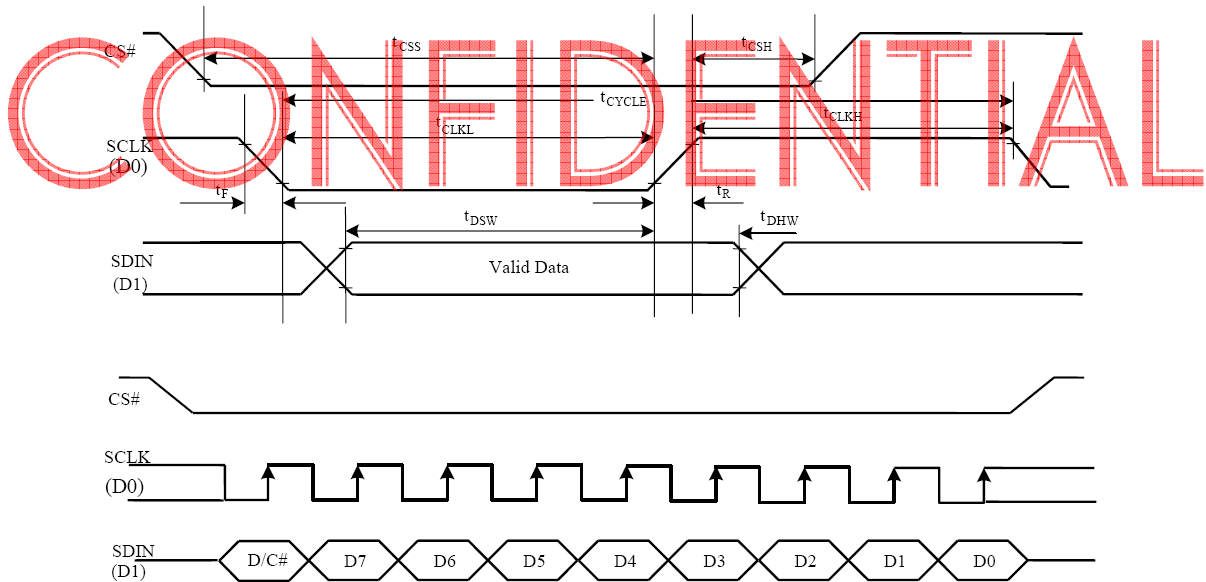 CONFIDENTIAL
CS#
tCSS
tCSH
tCYCLE
tCLKL
tCLKH
SCLK
(D0)
tF
tR
tDSW
tDHW
SDIN
(D1)
Valid Data
CS#
SCLK
(D0)
SDIN
(D1)
D/C# D7 D6 D5 D4 D3 D2 D1 D0